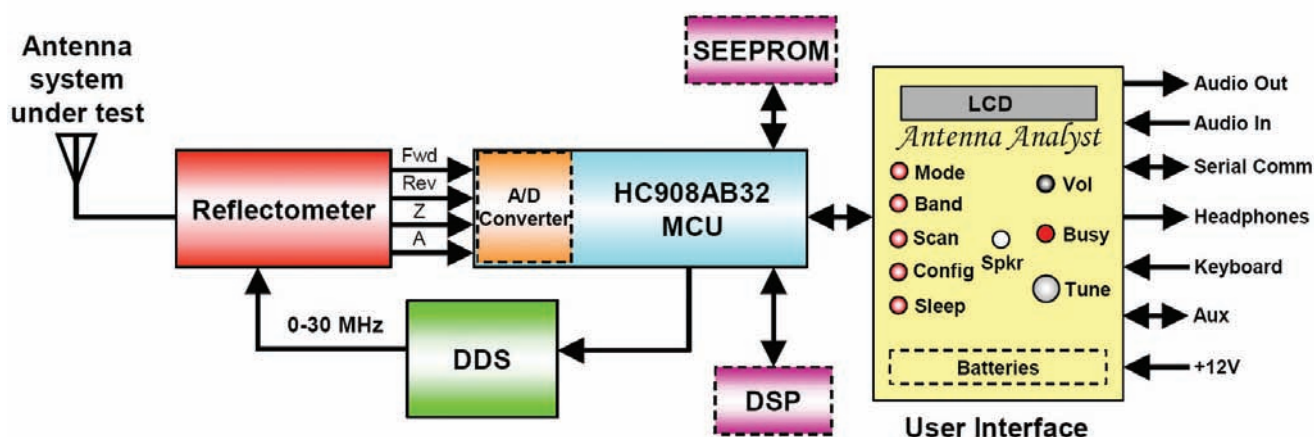 Antenna
system
under test
Reflectometer
Fwd
Rev
Z
A
A/D
Converter
HC908AB32
MCU
SEEPROM
0-30 MHz
DDS
DSP
LCD
Antenna Analyst
Mode
Band
Scan
Config
Sleep
Spkr
Vol
Busy
Tune
Batteries
User Interface
Audio Out
Audio In
Serial Comm
Headphones
Keyboard
Aux
+12V